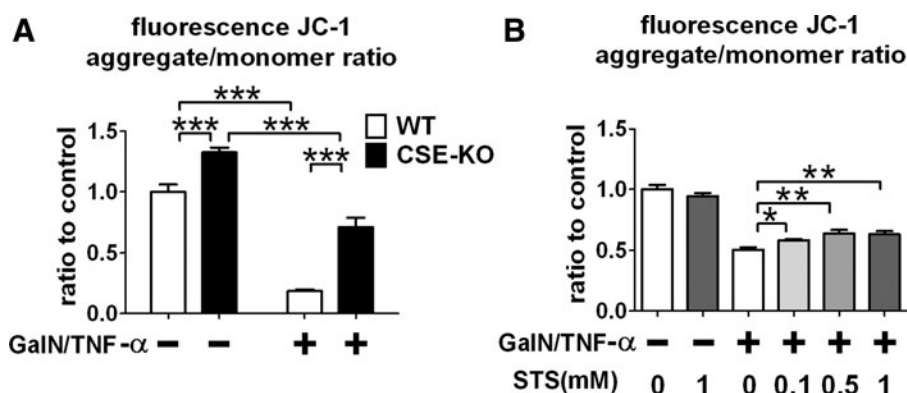 A
fluorescence JC-1
aggregate/monomer ratio
***
*** ***
***
WT
CSE-KO
ratio to control
1.5
1.0
0.5
0.0
GalN/TNF-α - - + +
B
fluorescence JC-1
aggregate/monomer ratio
**
**
*
ratio to control
1.5
1.0
0.5
0.0
GalN/TNF-α - - + + + +
STS(mM) 0 1 0 0.1 0.5 1